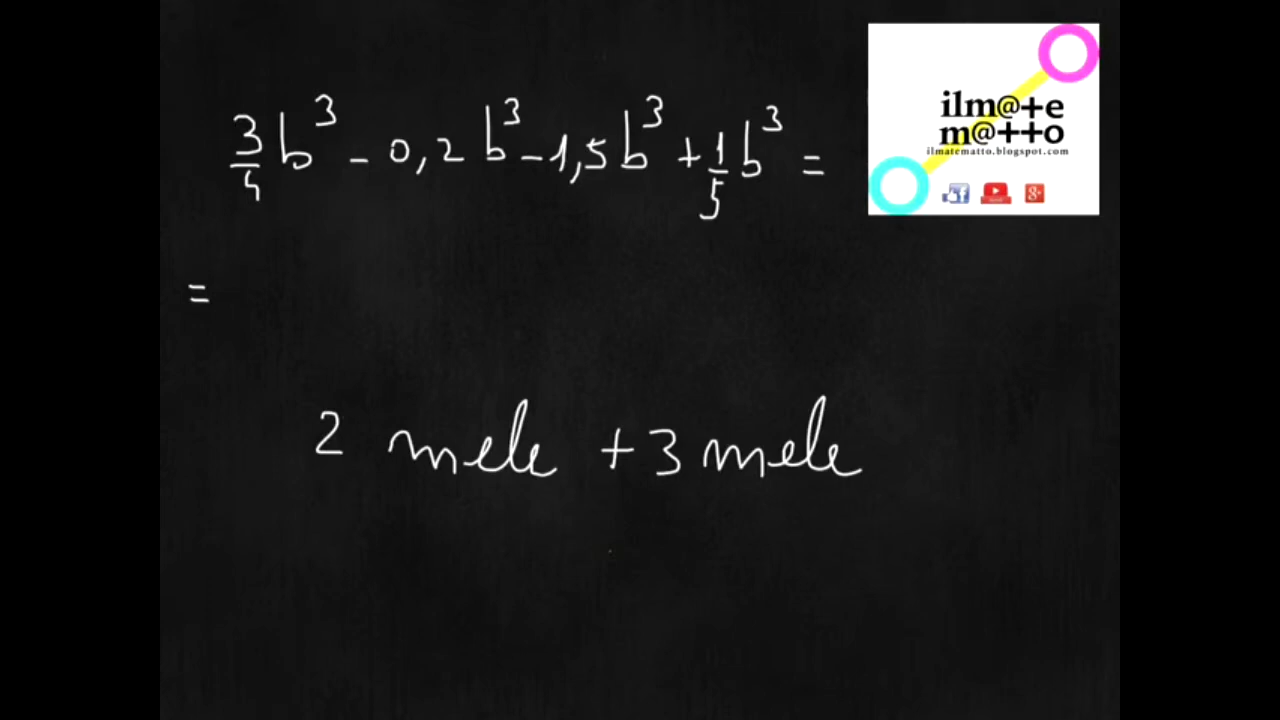 3/4 b³ - 0,2 b³ - 1,5 b³ + 1/5 b³ =
=
2 mele + 3 mele
ilm@+e
m@++o
ilmatematto.blogspot.com